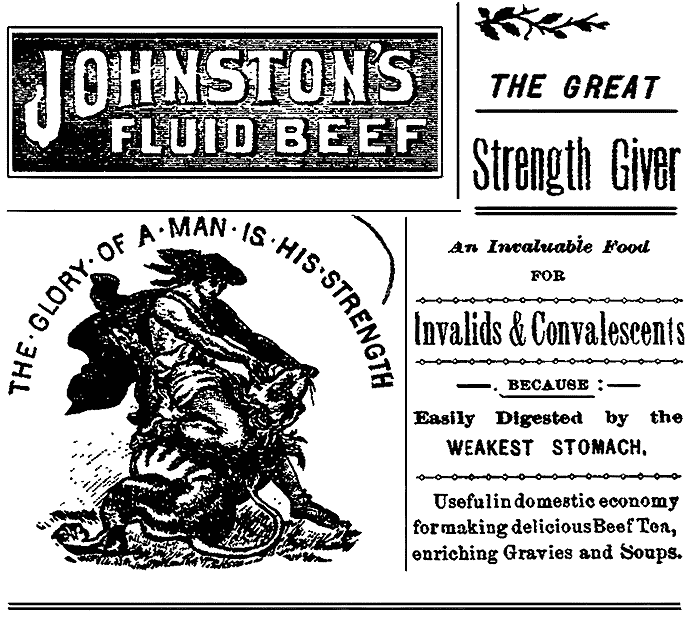 JOHNSTON'S
FLUID BEEF
THE GREAT
Strength Giver
THE·GLORY·OF·A·MAN·IS·HIS·STRENGTH
An Invaluable Food
FOR
Invalids & Convalescents
BECAUSE:
Easily Digested by the
WEAKEST STOMACH.
Useful in domestic economy
for making delicious Beef Tea,
enriching Gravies and Soups.